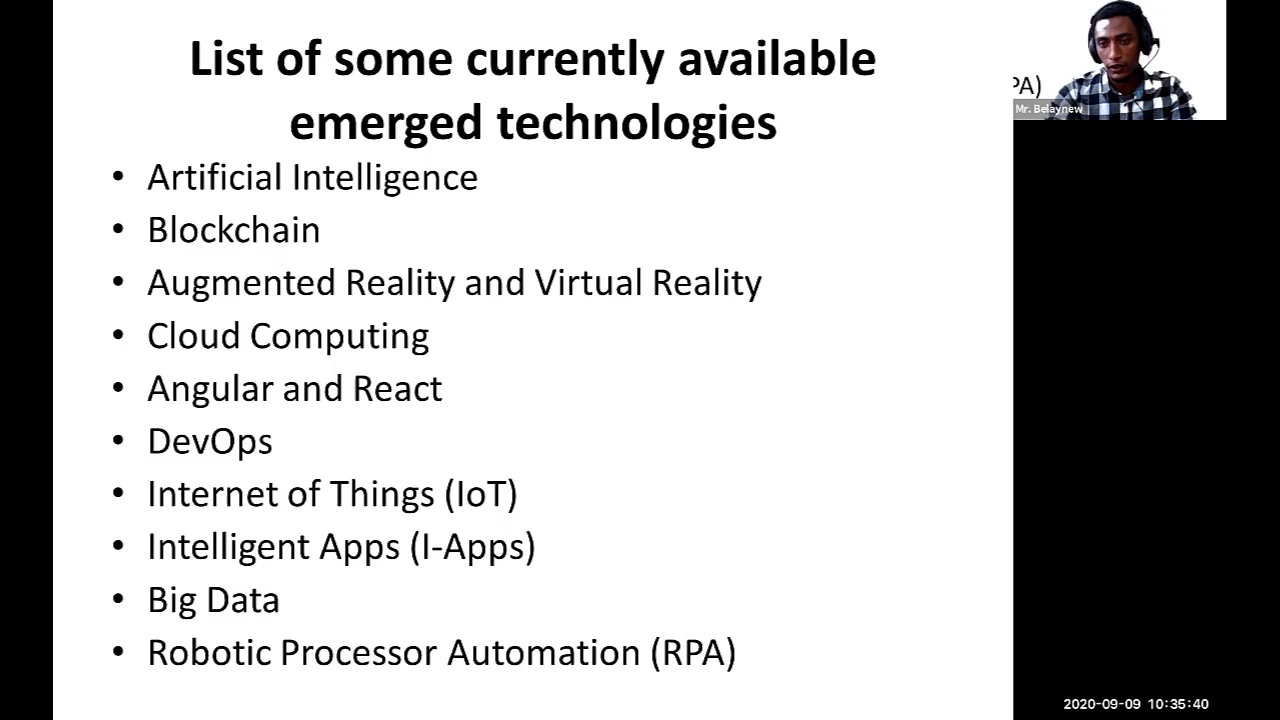 List of some currently available
emerged technologies
• Artificial Intelligence
• Blockchain
• Augmented Reality and Virtual Reality
• Cloud Computing
• Angular and React
• DevOps
• Internet of Things (IoT)
• Intelligent Apps (I-Apps)
• Big Data
• Robotic Processor Automation (RPA)
PA)
Mr. Belaynew
2020-09-09 10:35:40